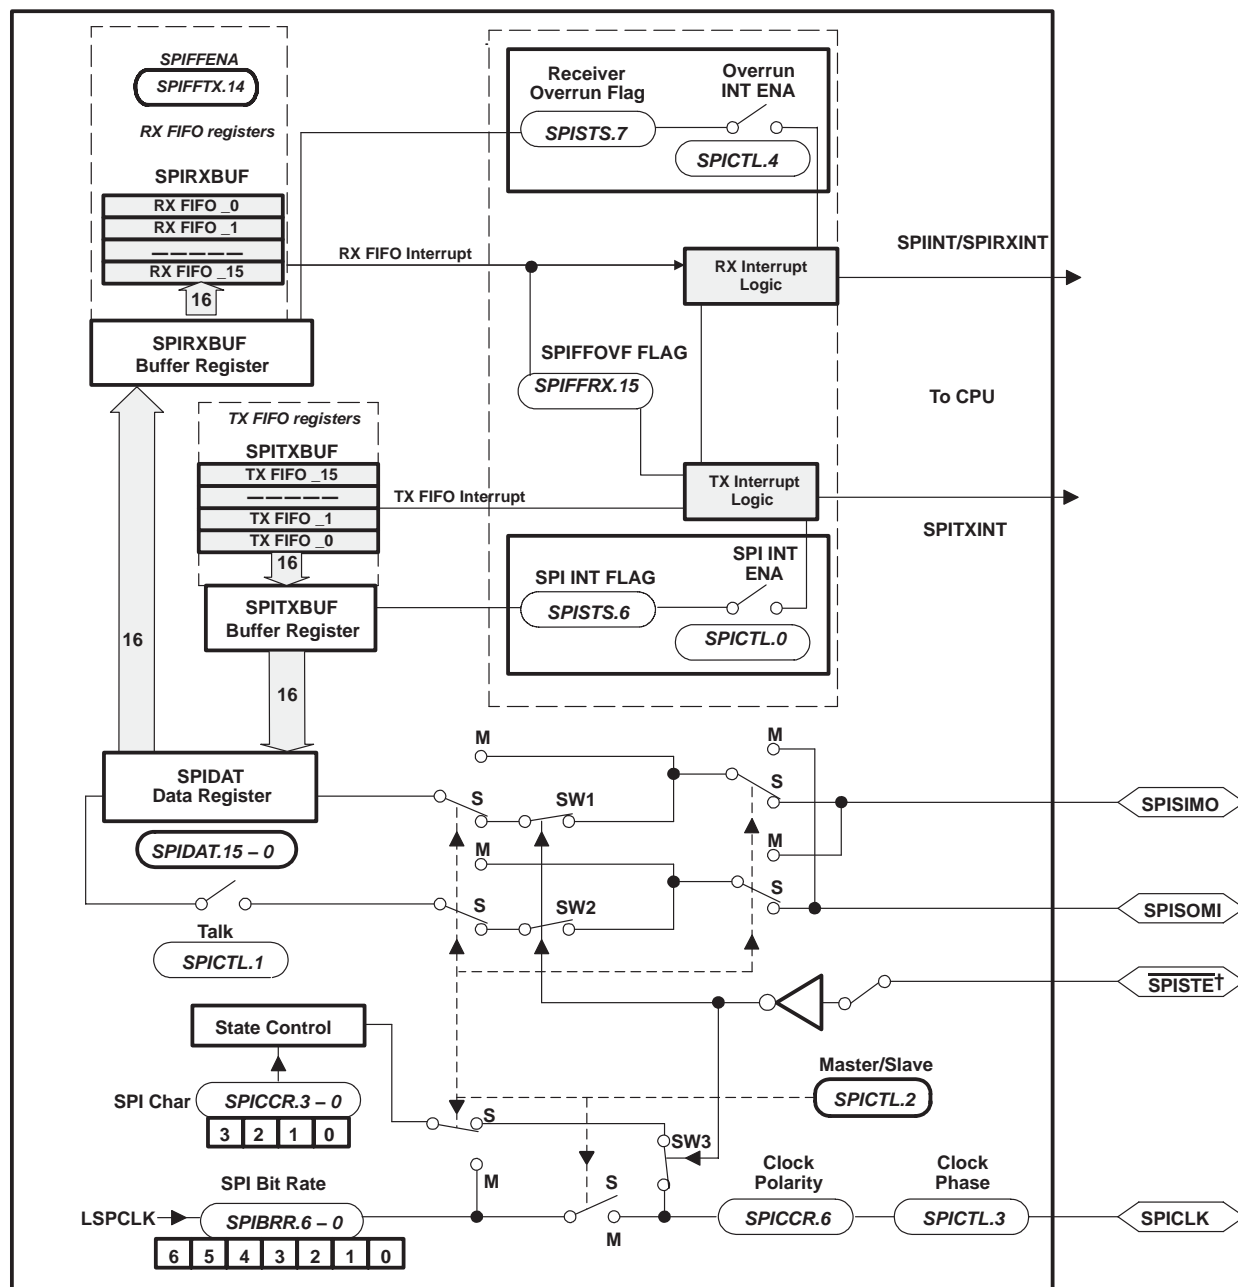 SPIFFENA
SPIFFTX.14
RX FIFO registers
SPIRXBUF
RX FIFO _0
RX FIFO _1
— — — — —
RX FIFO _15
16
SPIRXBUF
Buffer Register
Receiver
Overrun Flag
SPISTS.7
Overrun
INT ENA
SPICTL.4
RX FIFO Interrupt
RX Interrupt
Logic
SPIINT/SPIRXINT
SPIFFOVF FLAG
SPIFFRX.15
To CPU
TX FIFO registers
SPITXBUF
TX FIFO _15
— — — — —
TX FIFO _1
TX FIFO _0
16
TX FIFO Interrupt
TX Interrupt
Logic
SPITXINT
SPITXBUF
Buffer Register
SPI INT FLAG
SPISTS.6
SPI INT
ENA
SPICTL.0
16
16
SPIDAT
Data Register
SPIDAT.15 – 0
M
S
SW1
M
S
SPISIMO
M
S
SW2
M
S
SPISOMI
Talk
SPICTL.1
SPISTE†
State Control
Master/Slave
SPICTL.2
SPI Char
SPICCR.3 – 0
3 2 1 0
S
M
SW3
SPI Bit Rate
LSPCLK
SPIBRR.6 – 0
6 5 4 3 2 1 0
S
M
Clock
Polarity
SPICCR.6
Clock
Phase
SPICTL.3
SPICLK